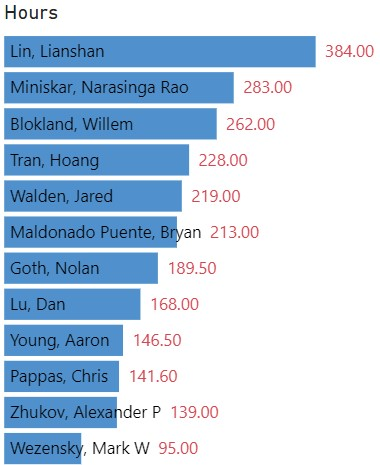 Hours
Lin, Lianshan 384.00
Miniskar, Narasinga Rao 283.00
Blokland, Willem 262.00
Tran, Hoang 228.00
Walden, Jared 219.00
Maldonado Puente, Bryan 213.00
Goth, Nolan 189.50
Lu, Dan 168.00
Young, Aaron 146.50
Pappas, Chris 141.60
Zhukov, Alexander P 139.00
Wezensky, Mark W 95.00